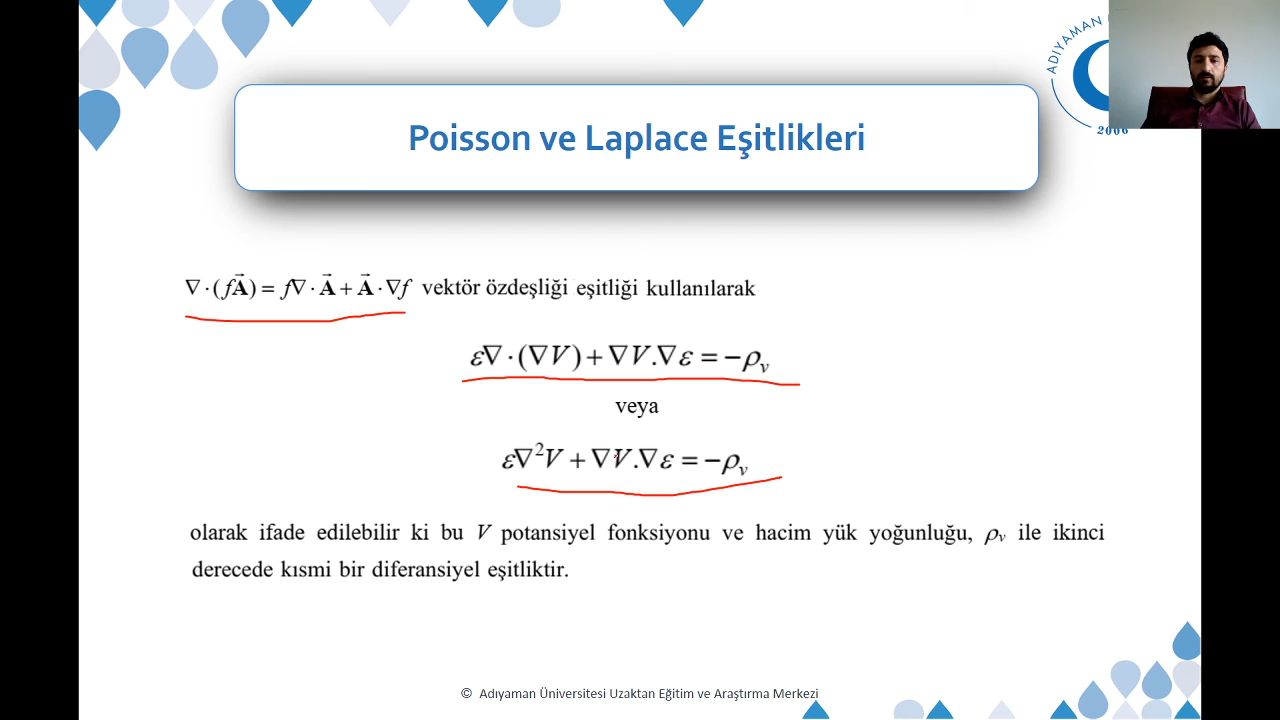 ADIYAMAN
2006
Poisson ve Laplace Eşitlikleri
∇·(fA⃗) = f∇·A⃗ + A⃗·∇f vektör özdeşliği eşitliği kullanılarak
ε∇·(∇V) + ∇V.∇ε = −ρᵥ
veya
ε∇²V + ∇V.∇ε = −ρᵥ
olarak ifade edilebilir ki bu V potansiyel fonksiyonu ve hacim yük yoğunluğu, ρᵥ ile ikinci
derecede kısmi bir diferansiyel eşitliktir.
© Adıyaman Üniversitesi Uzaktan Eğitim ve Araştırma Merkezi